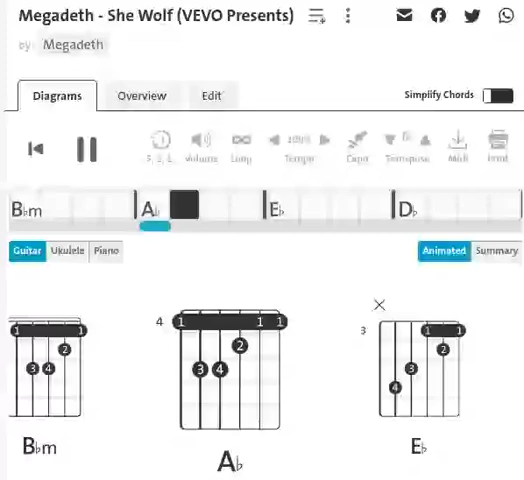 Megadeth - She Wolf (VEVO Presents)
by: Megadeth
Diagrams Overview Edit Simplify Chords
Volume Loop Tempo Capo Transpose Midi Print
B♭m A♭ E♭ D♭
Guitar Ukulele Piano Animated Summary
1 1 2 3 4
4 1 1 1 2 3 4
3 1 1 2 3 4
B♭m A♭ E♭